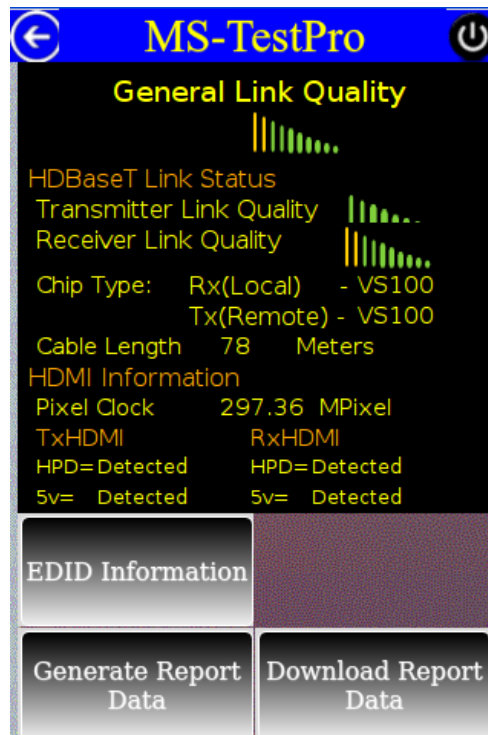 MS-TestPro
General Link Quality
HDBaseT Link Status
Transmitter Link Quality
Receiver Link Quality
Chip Type: Rx(Local) - VS100
Tx(Remote) - VS100
Cable Length 78 Meters
HDMI Information
Pixel Clock 297.36 MPixel
TxHDMI RxHDMI
HPD= Detected HPD= Detected
5v= Detected 5v= Detected
EDID Information
Generate Report
Data
Download Report
Data